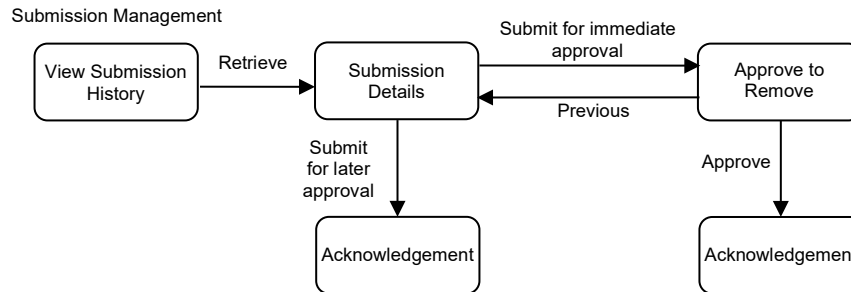 Submission Management
View Submission
History
Retrieve
Submission
Details
Submit for immediate
approval
Previous
Approve to
Remove
Submit
for later
approval
Approve
Acknowledgement
Acknowledgemen